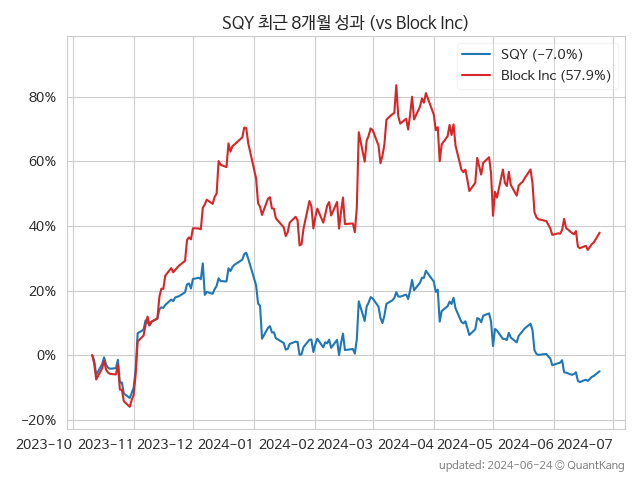 SQY 최근 8개월 성과 (vs Block Inc)
SQY (-7.0%)
Block Inc (57.9%)
80%
60%
40%
20%
0%
-20%
2023-10 2023-11 2023-12 2024-01 2024-02 2024-03 2024-04 2024-05 2024-06 2024-07
updated: 2024-06-24 © QuantKang